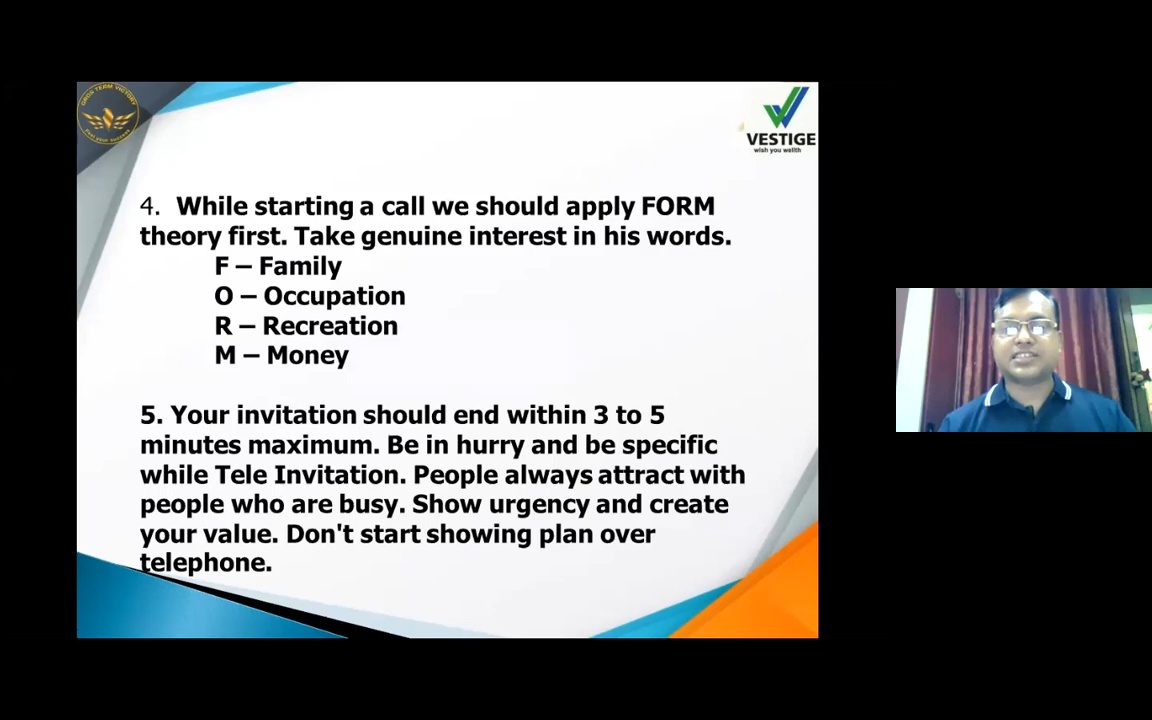 VESTIGE
wish you wellth
4. While starting a call we should apply FORM
theory first. Take genuine interest in his words.
F – Family
O – Occupation
R – Recreation
M – Money
5. Your invitation should end within 3 to 5
minutes maximum. Be in hurry and be specific
while Tele Invitation. People always attract with
people who are busy. Show urgency and create
your value. Don't start showing plan over
telephone.